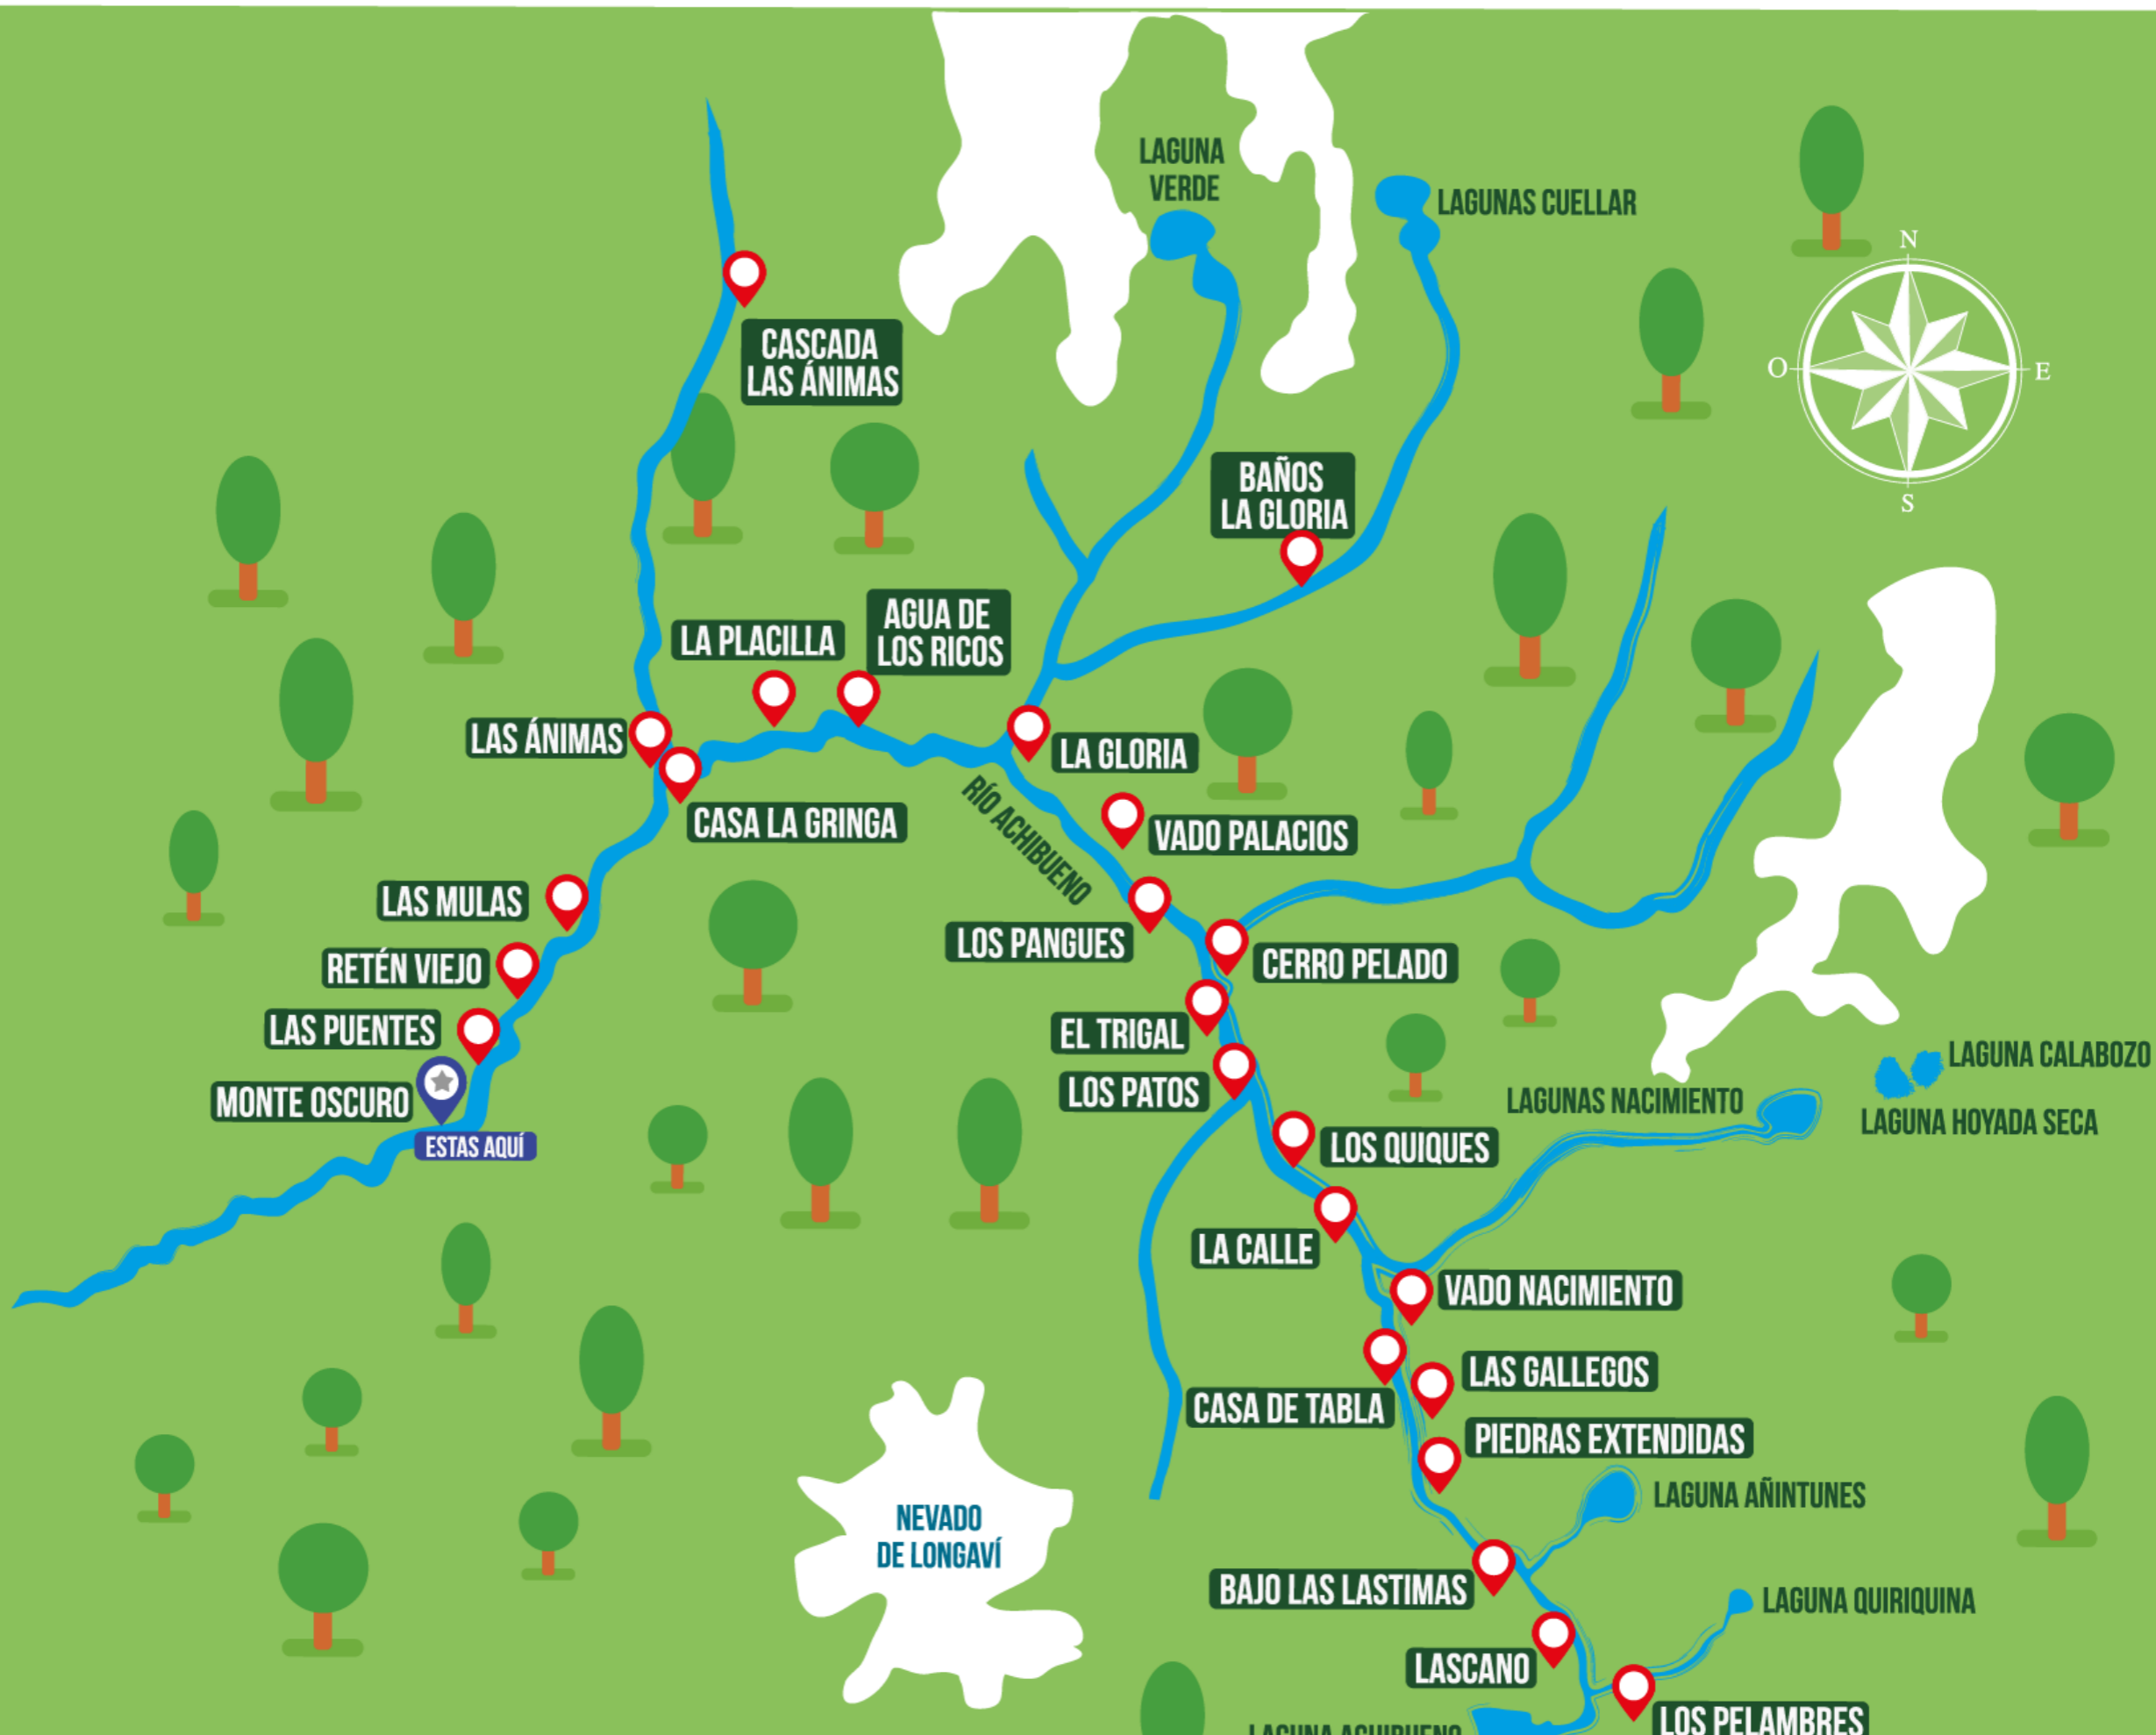 LAGUNA
VERDE
LAGUNAS CUELLAR
N
O
E
S
CASCADA
LAS ÁNIMAS
BAÑOS
LA GLORIA
AGUA DE
LOS RICOS
LA PLACILLA
LAS ÁNIMAS
LA GLORIA
CASA LA GRINGA
RÍO ACHIBUENO
VADO PALACIOS
LAS MULAS
LOS PANGUES
CERRO PELADO
RETÉN VIEJO
LAS PUENTES
EL TRIGAL
LAGUNA CALABOZO
LOS PATOS
MONTE OSCURO
LAGUNAS NACIMIENTO
LAGUNA HOYADA SECA
ESTAS AQUÍ
LOS QUIQUES
LA CALLE
VADO NACIMIENTO
LAS GALLEGOS
CASA DE TABLA
PIEDRAS EXTENDIDAS
LAGUNA AÑINTUNES
NEVADO
DE LONGAVÍ
BAJO LAS LASTIMAS
LAGUNA QUIRIQUINA
LASCANO
LOS PELAMBRES
LAGUNA ACHIBUENO